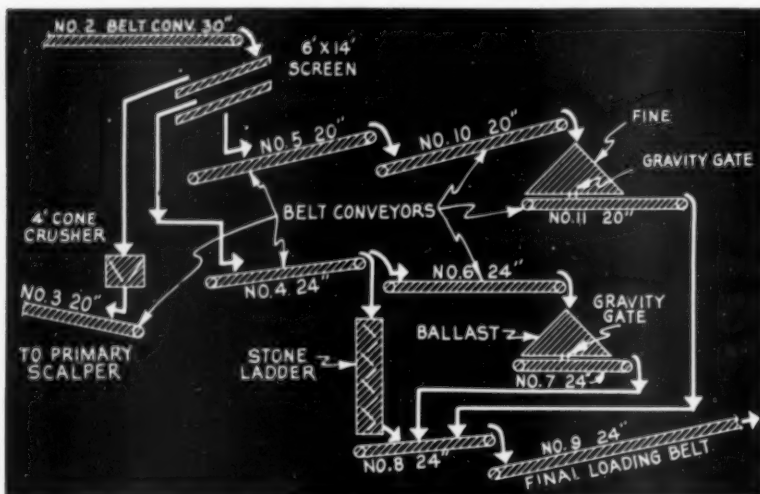 NO. 2 BELT CONV. 30"
6' X 14'
SCREEN
NO. 5 20"
NO. 10 20"
FINE
GRAVITY GATE
NO. 11 20"
BELT CONVEYORS
4' CONE
CRUSHER
NO. 3 20"
TO PRIMARY
SCALPER
NO. 4 24"
NO. 6 24"
GRAVITY
GATE
BALLAST
NO. 7 24"
STONE
LADDER
NO. 8 24"
NO. 9 24"
FINAL LOADING BELT